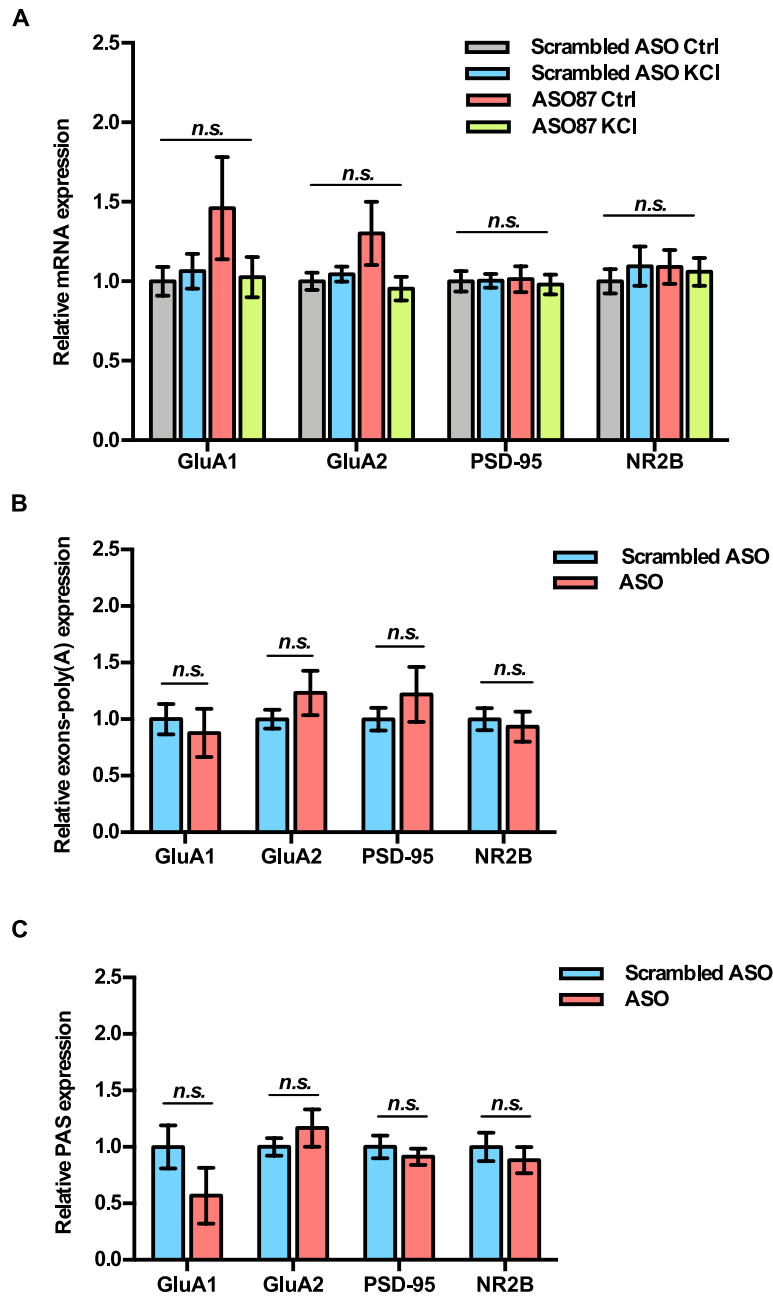 A
Relative mRNA expression
2.5
2.0
1.5
1.0
0.5
0.0
Scrambled ASO Ctrl
Scrambled ASO KCl
ASO87 Ctrl
ASO87 KCl
n.s.
n.s.
n.s.
n.s.
GluA1
GluA2
PSD-95
NR2B
B
Relative exons-poly(A) expression
2.5
2.0
1.5
1.0
0.5
0.0
Scrambled ASO
ASO
n.s.
n.s.
n.s.
n.s.
GluA1
GluA2
PSD-95
NR2B
C
Relative PAS expression
2.5
2.0
1.5
1.0
0.5
0.0
Scrambled ASO
ASO
n.s.
n.s.
n.s.
n.s.
GluA1
GluA2
PSD-95
NR2B